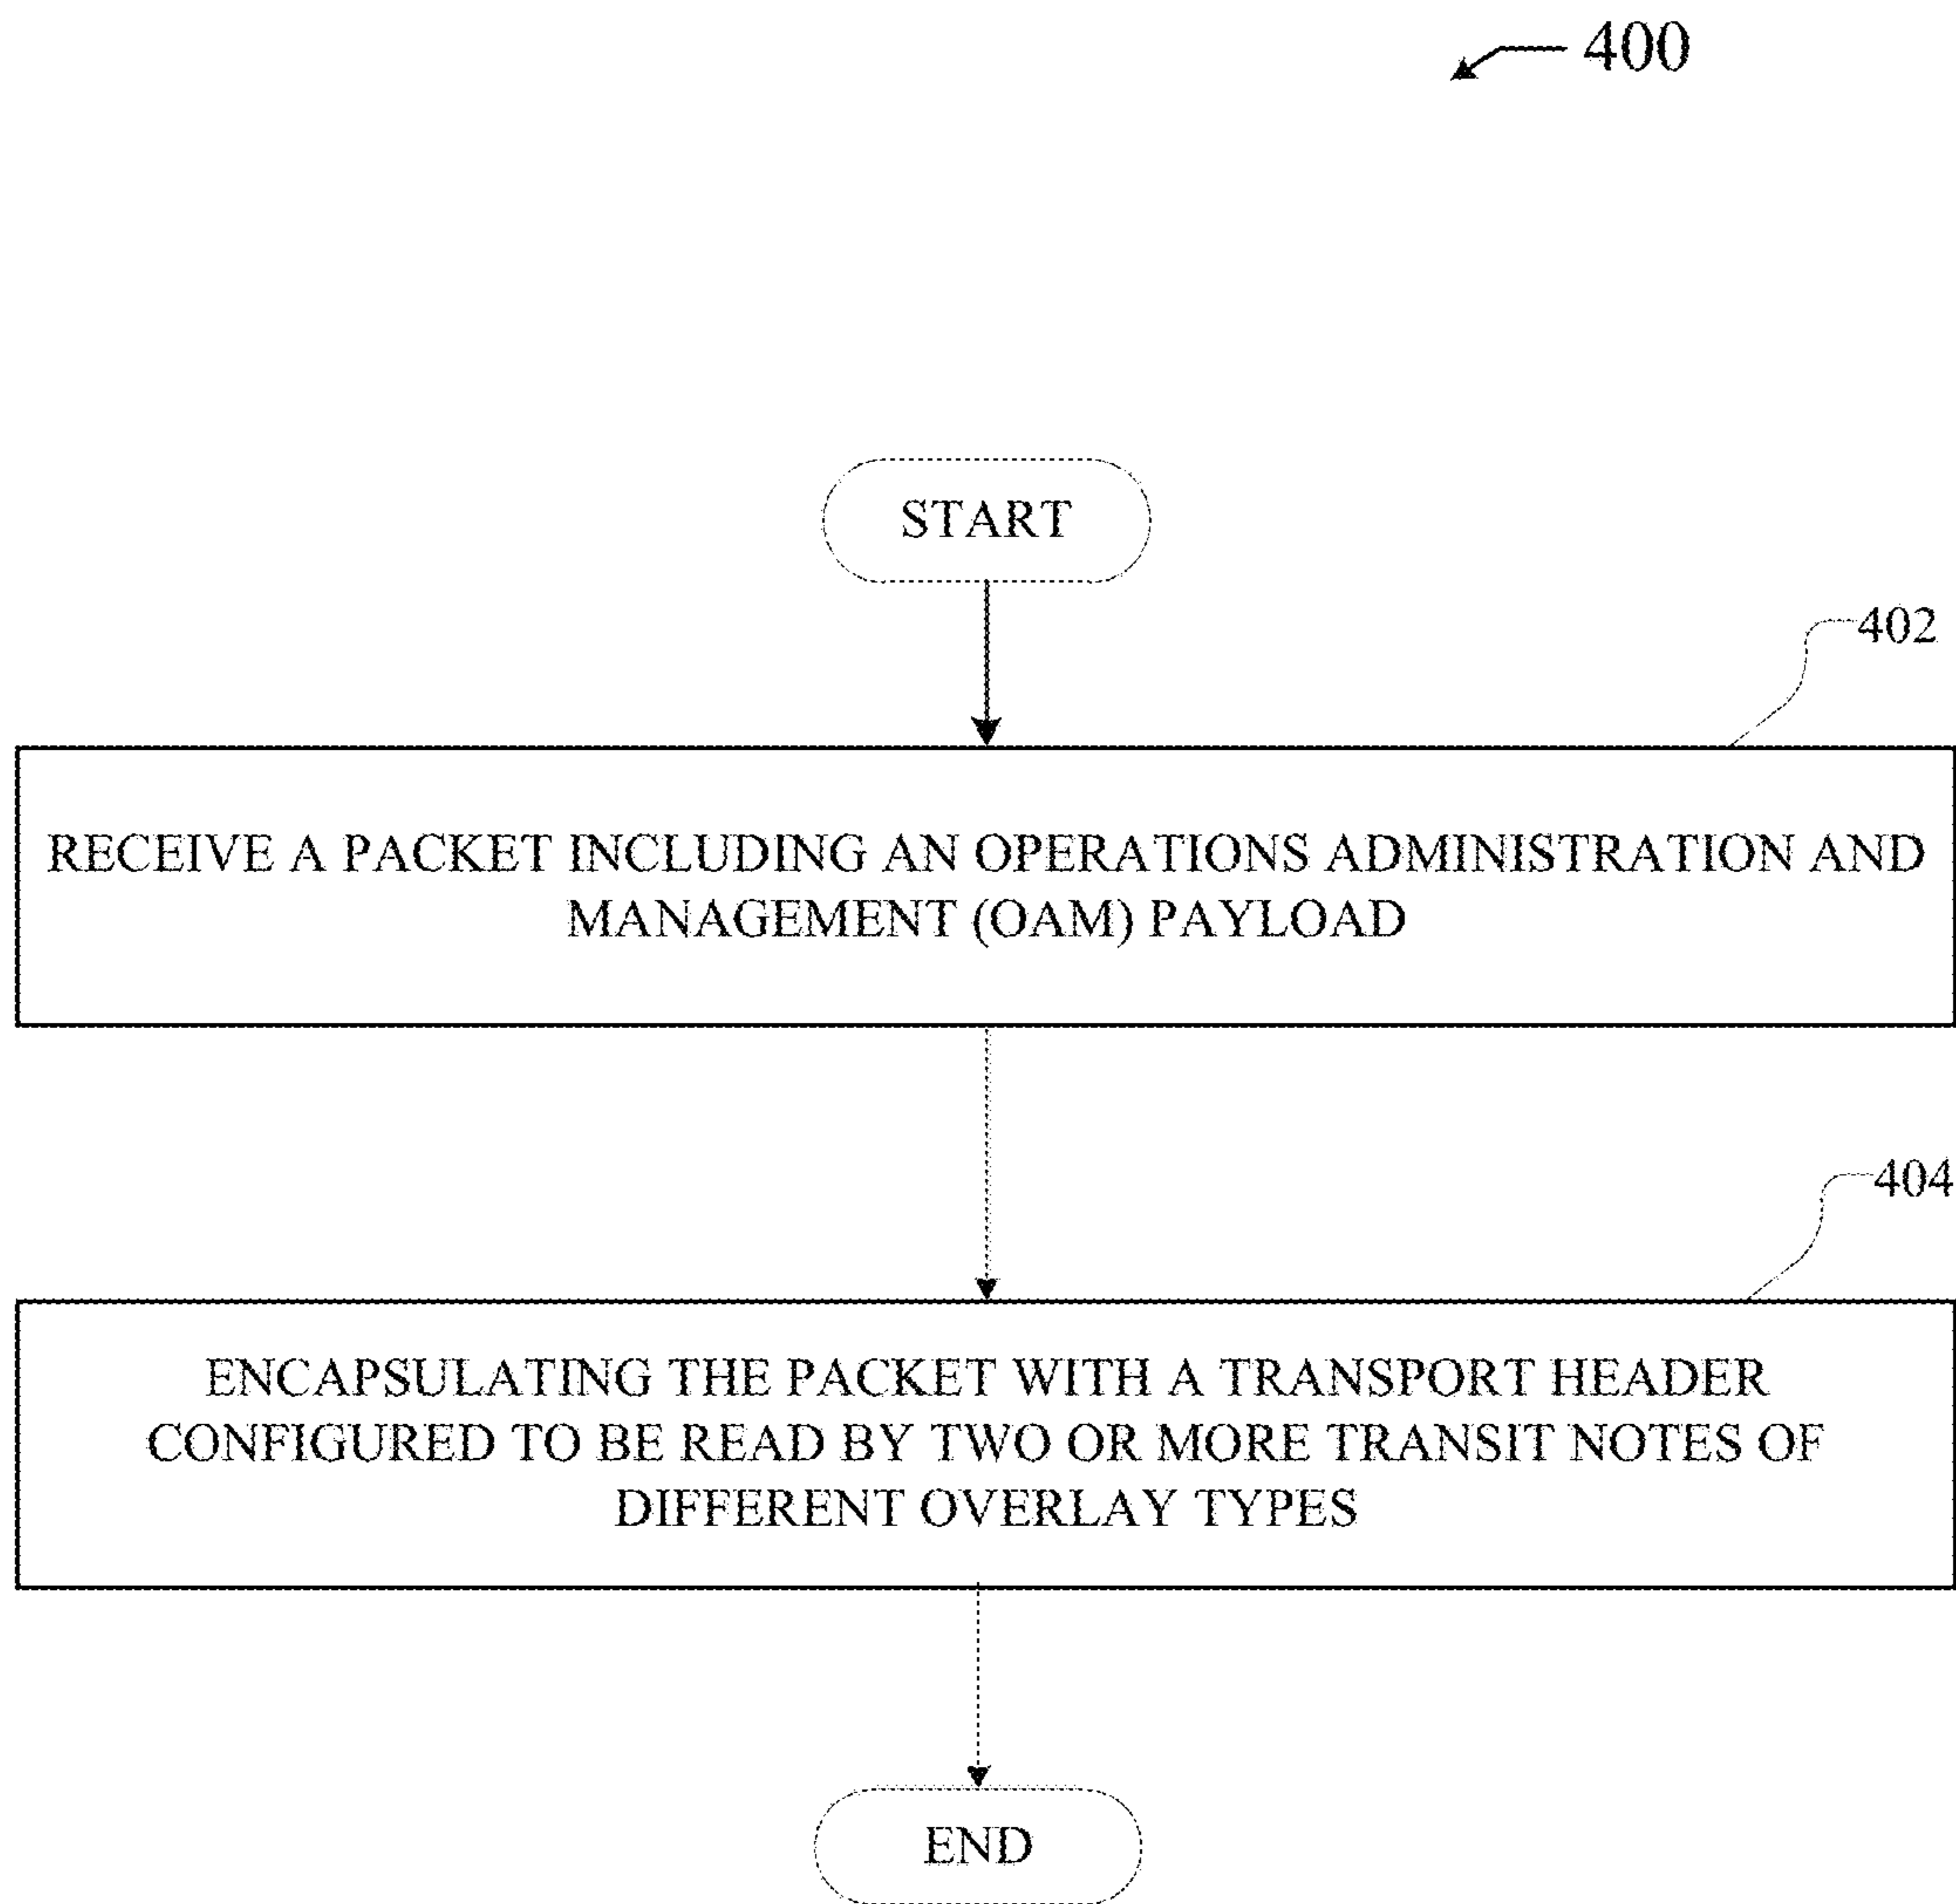 400
START
402
RECEIVE A PACKET INCLUDING AN OPERATIONS ADMINISTRATION AND
MANAGEMENT (OAM) PAYLOAD
404
ENCAPSULATING THE PACKET WITH A TRANSPORT HEADER
CONFIGURED TO BE READ BY TWO OR MORE TRANSIT NOTES OF
DIFFERENT OVERLAY TYPES
END